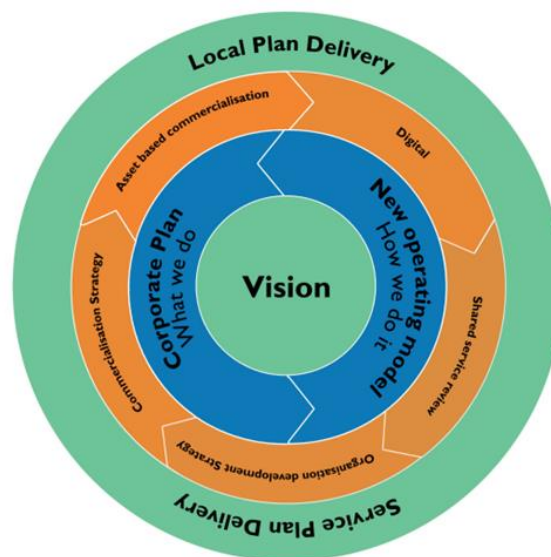 Local Plan Delivery
Asset based commercialisation
Digital
Corporate Plan
What we do
Vision
New operating model
How we do it
Commercialisation Strategy
Shared service review
Organisation development Strategy
Service Plan Delivery